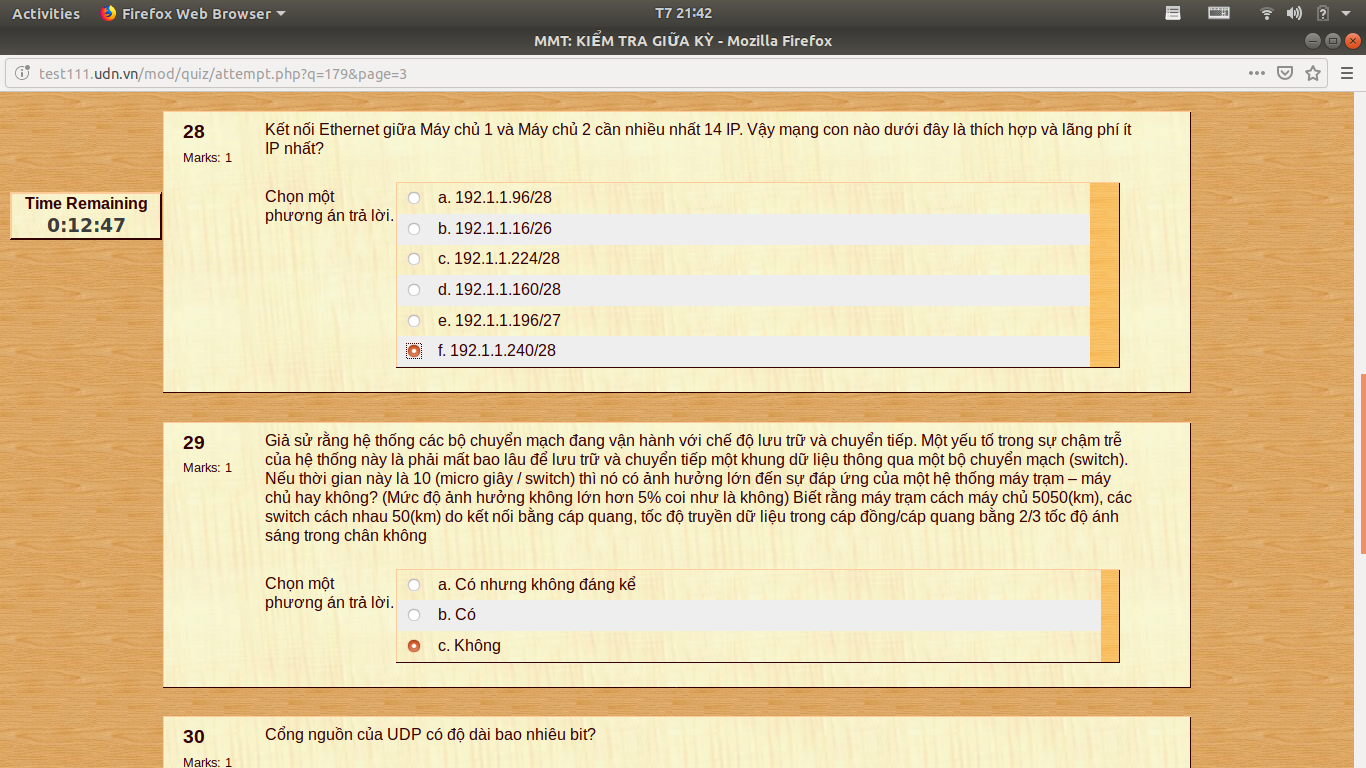 Activities
Firefox Web Browser
T7 21:42
MMT: KIỂM TRA GIỮA KỲ - Mozilla Firefox
test111.udn.vn/mod/quiz/attempt.php?q=179&page=3
Time Remaining
0:12:47
28
Marks: 1
Kết nối Ethernet giữa Máy chủ 1 và Máy chủ 2 cần nhiều nhất 14 IP. Vậy mạng con nào dưới đây là thích hợp và lãng phí ít
IP nhất?
Chọn một
phương án trả lời.
a. 192.1.1.96/28
b. 192.1.1.16/26
c. 192.1.1.224/28
d. 192.1.1.160/28
e. 192.1.1.196/27
f. 192.1.1.240/28
29
Marks: 1
Giả sử rằng hệ thống các bộ chuyển mạch đang vận hành với chế độ lưu trữ và chuyển tiếp. Một yếu tố trong sự chậm trễ
của hệ thống này là phải mất bao lâu để lưu trữ và chuyển tiếp một khung dữ liệu thông qua một bộ chuyển mạch (switch).
Nếu thời gian này là 10 (micro giây / switch) thì nó có ảnh hưởng lớn đến sự đáp ứng của một hệ thống máy trạm – máy
chủ hay không? (Mức độ ảnh hưởng không lớn hơn 5% coi như là không) Biết rằng máy trạm cách máy chủ 5050(km), các
switch cách nhau 50(km) do kết nối bằng cáp quang, tốc độ truyền dữ liệu trong cáp đồng/cáp quang bằng 2/3 tốc độ ánh
sáng trong chân không
Chọn một
phương án trả lời.
a. Có nhưng không đáng kể
b. Có
c. Không
30
Marks: 1
Cổng nguồn của UDP có độ dài bao nhiêu bit?